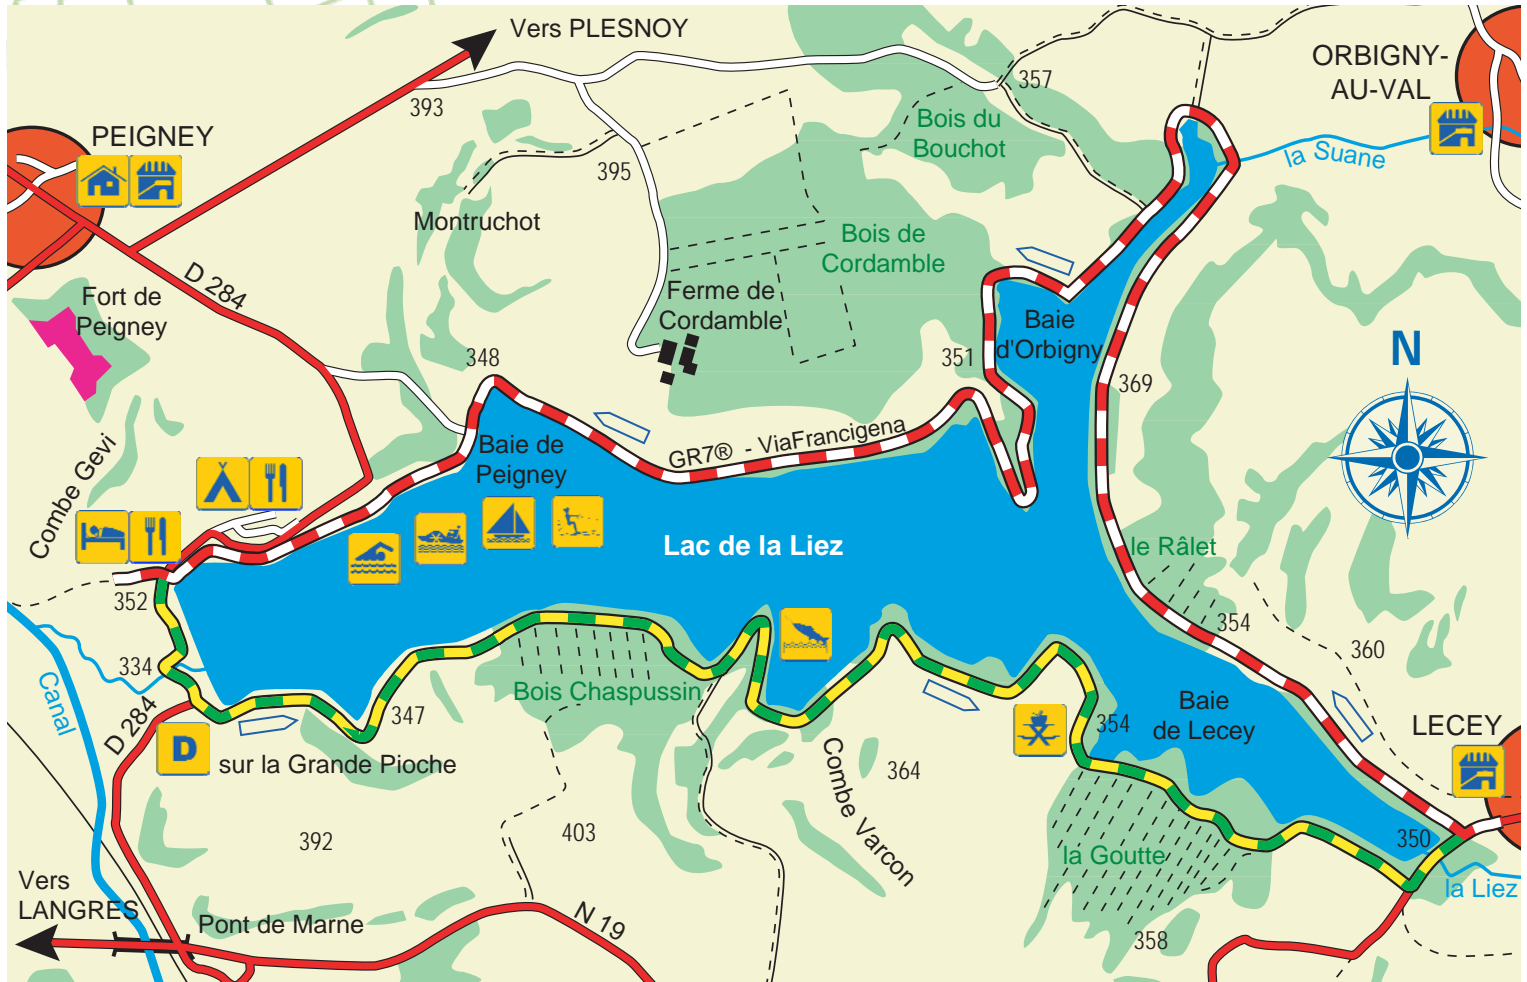 Vers PLESNOY
ORBIGNY-
AU-VAL
357
393
Bois du
Bouchot
PEIGNEY
la Suane
395
369
Montruchot
Bois de
Cordamble
D 284
Fort de
Peigney
Ferme de
Cordamble
Baie
d'Orbigny
N
348
351
369
GR7® - ViaFrancigena
Baie de
Peigney
Combe Gevi
Lac de la Liez
le Râlet
352
354
360
334
Canal
Bois Chaspussin
347
354
Baie
de Lecey
LECEY
D 284
D
sur la Grande Pioche
364
Combe Varcon
392
403
350
la Goutte
Vers
LANGRES
la Liez
Pont de Marne
N 19
358